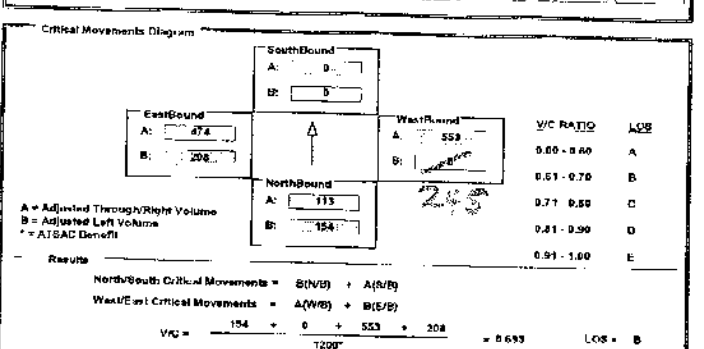 Critical Movements Diagram
SouthBound
A: 0
B: 0
EastBound
A: 474
B: 208
WestBound
A: 553
B:
245
NorthBound
A: 113
B: 154
V/C RATIO LOS
0.00 - 0.60 A
0.61 - 0.70 B
0.71 - 0.80 C
0.81 - 0.90 D
0.91 - 1.00 E
A = Adjusted Through/Right Volume
B = Adjusted Left Volume
* = ATSAC Benefit
Results
North/South Critical Movements = B(N/B) + A(S/B)
West/East Critical Movements = A(W/B) + B(E/B)
V/C = 154 + 0 + 553 + 208 = 0.693 LOS = B
1200*